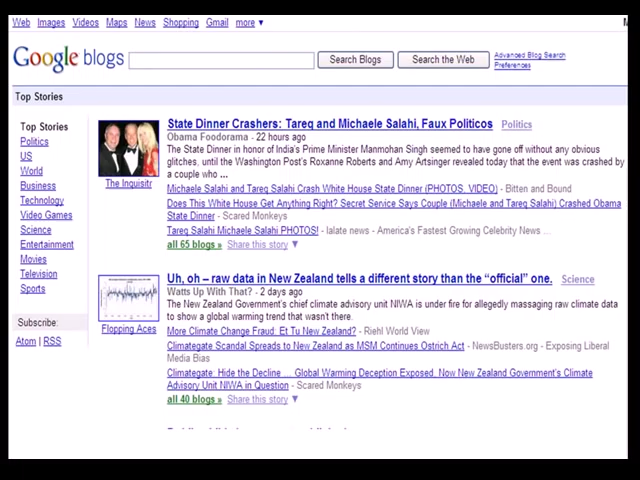 Web Images Videos Maps News Shopping Gmail more ▼
Google blogs
Search Blogs
Search the Web
Advanced Blog Search
Preferences
Top Stories
Top Stories
Politics
US
World
Business
Technology
Video Games
Science
Entertainment
Movies
Television
Sports
Subscribe:
Atom | RSS
The Inquisitr
State Dinner Crashers: Tareq and Michaele Salahi, Faux Politicos Politics
Obama Foodorama - 22 hours ago
The State Dinner in honor of India's Prime Minister Manmohan Singh seemed to have gone off without any obvious
glitches, until the Washington Post's Roxanne Roberts and Amy Artsinger revealed today that the event was crashed by
a couple who ...
Michaele Salahi and Tareq Salahi Crash White House State Dinner (PHOTOS, VIDEO) - Bitten and Bound
Does This White House Get Anything Right? Secret Service Says Couple (Michaele and Tareq Salahi) Crashed Obama
State Dinner - Scared Monkeys
Tareq Salahi Michaele Salahi PHOTOS! - lalate news - America's Fastest Growing Celebrity News ...
all 65 blogs » Share this story ▼
Flopping Aces
Uh, oh – raw data in New Zealand tells a different story than the “official” one. Science
Watts Up With That? - 2 days ago
The New Zealand Government's chief climate advisory unit NIWA is under fire for allegedly massaging raw climate data
to show a global warming trend that wasn't there.
More Climate Change Fraud: Et Tu New Zealand? - Riehl World View
Climategate Scandal Spreads to New Zealand as MSM Continues Ostrich Act - NewsBusters.org - Exposing Liberal
Media Bias
Climategate: Hide the Decline ... Global Warming Deception Exposed, Now New Zealand Government's Climate
Advisory Unit NIWA in Question - Scared Monkeys
all 40 blogs » Share this story ▼